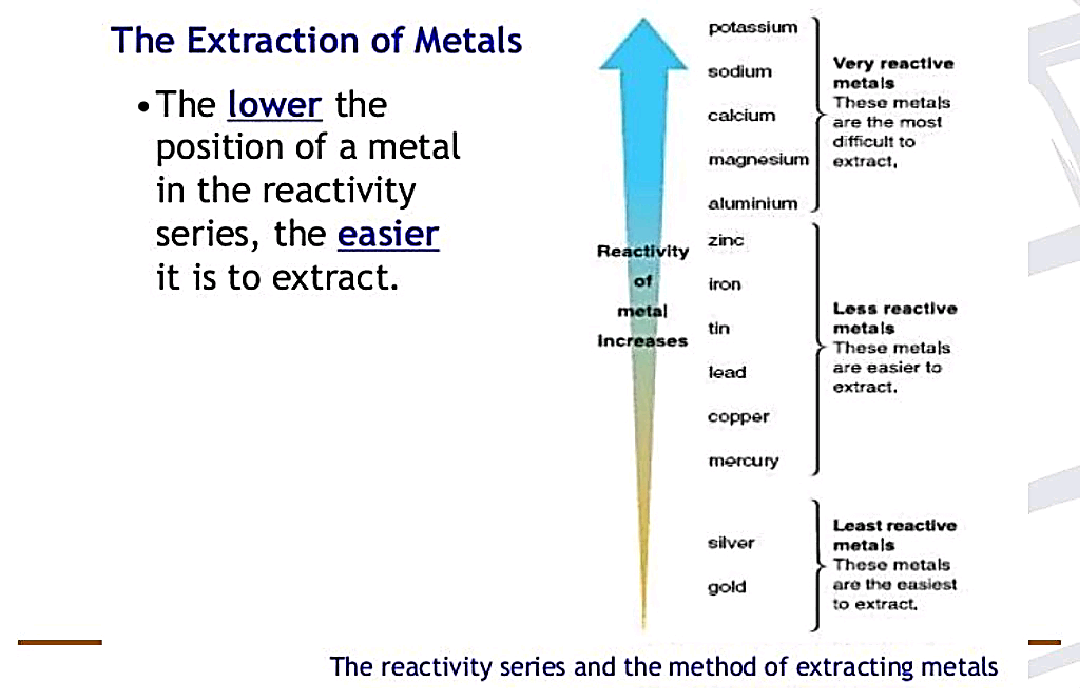 The Extraction of Metals
•The lower the
position of a metal
in the reactivity
series, the easier
it is to extract.
Reactivity
of
metal
increases
potassium
sodium
calcium
magnesium
aluminium
Very reactive
metals
These metals
are the most
difficult to
extract.
zinc
iron
tin
lead
copper
mercury
Less reactive
metals
These metals
are easier to
extract.
silver
gold
Least reactive
metals
These metals
are the easiest
to extract.
The reactivity series and the method of extracting metals